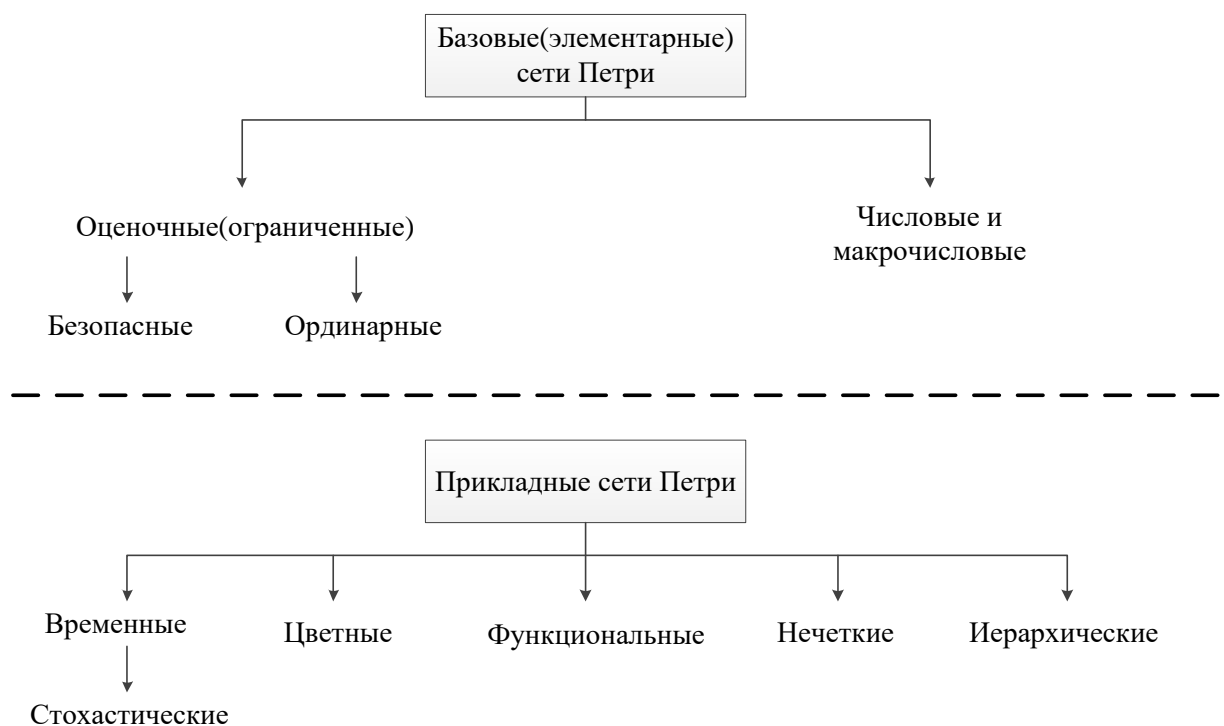 Базовые(элементарные)
сети Петри
Оценочные(ограниченные)
Числовые и
макрочисловые
Безопасные
Ординарные
Прикладные сети Петри
Временные
Цветные
Функциональные
Нечеткие
Иерархические
Стохастические